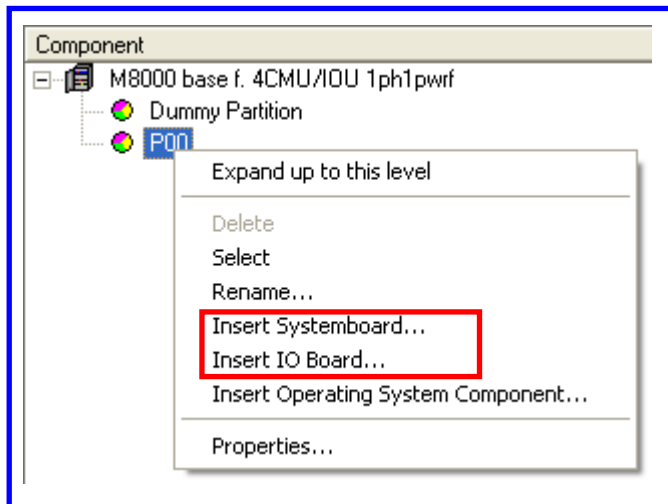 Component
M8000 base f. 4CMU/IOU 1ph1pwrf
Dummy Partition
P00
Expand up to this level
Delete
Select
Rename...
Insert Systemboard...
Insert IO Board...
Insert Operating System Component...
Properties...